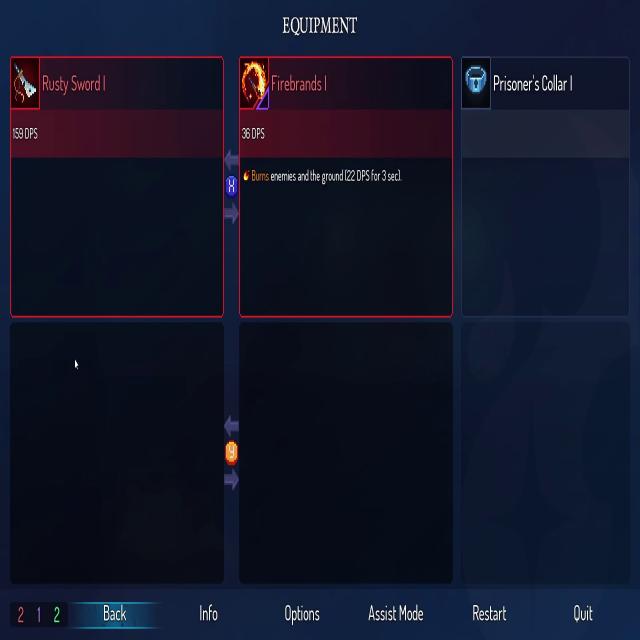 EQUIPMENT
Rusty Sword I
Firebrands I
Prisoner's Collar I
159 DPS
36 DPS
Burns enemies and the ground (22 DPS for 3 sec).
X
Y
2 1 2
Back
Info
Options
Assist Mode
Restart
Quit